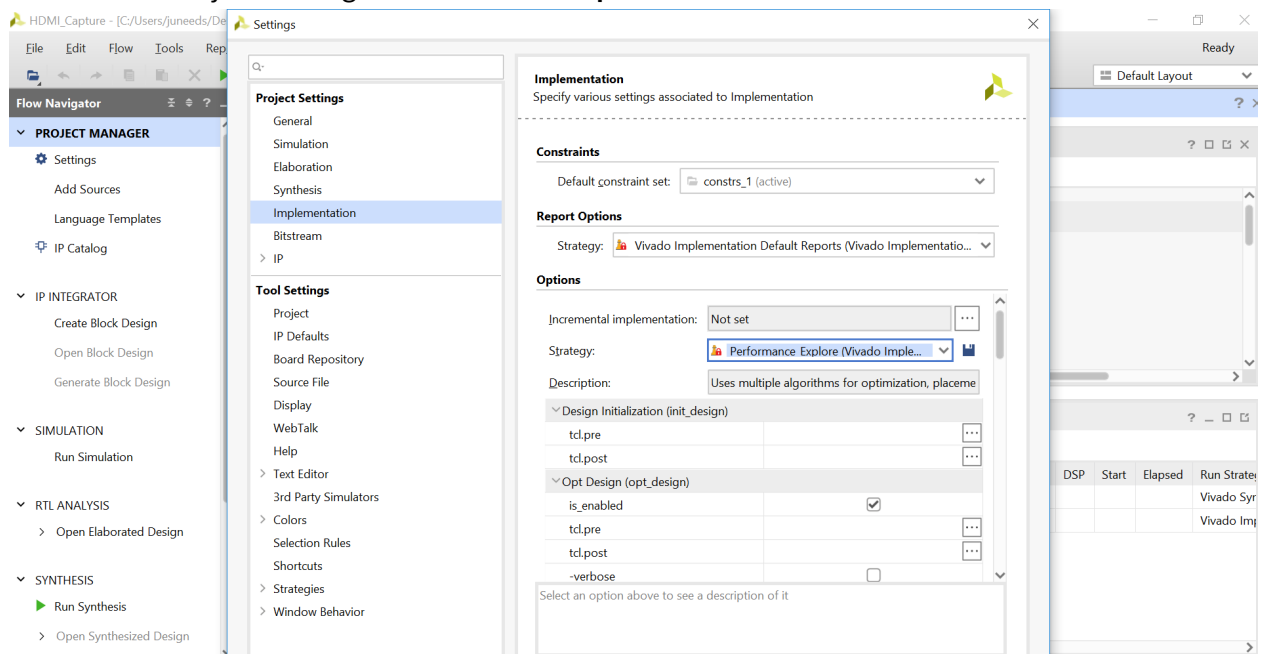 HDMI_Capture - [C:/Users/juneeds/De
File Edit Flow Tools Rep
Flow Navigator
PROJECT MANAGER
Settings
Add Sources
Language Templates
IP Catalog
IP INTEGRATOR
Create Block Design
Open Block Design
Generate Block Design
SIMULATION
Run Simulation
RTL ANALYSIS
Open Elaborated Design
SYNTHESIS
Run Synthesis
Open Synthesized Design
Settings
Project Settings
General
Simulation
Elaboration
Synthesis
Implementation
Bitstream
IP
Tool Settings
Project
IP Defaults
Board Repository
Source File
Display
WebTalk
Help
Text Editor
3rd Party Simulators
Colors
Selection Rules
Shortcuts
Strategies
Window Behavior
Implementation
Specify various settings associated to Implementation
Constraints
Default constraint set: constrs_1 (active)
Report Options
Strategy: Vivado Implementation Default Reports (Vivado Implementatio...
Options
Incremental implementation: Not set
Strategy: Performance Explore (Vivado Imple...
Description: Uses multiple algorithms for optimization, placeme
Design Initialization (init_design)
tcl.pre
tcl.post
Opt Design (opt_design)
is_enabled
tcl.pre
tcl.post
-verbose
Select an option above to see a description of it
Ready
Default Layout
DSP Start Elapsed Run Strate
Vivado Syr
Vivado Imp